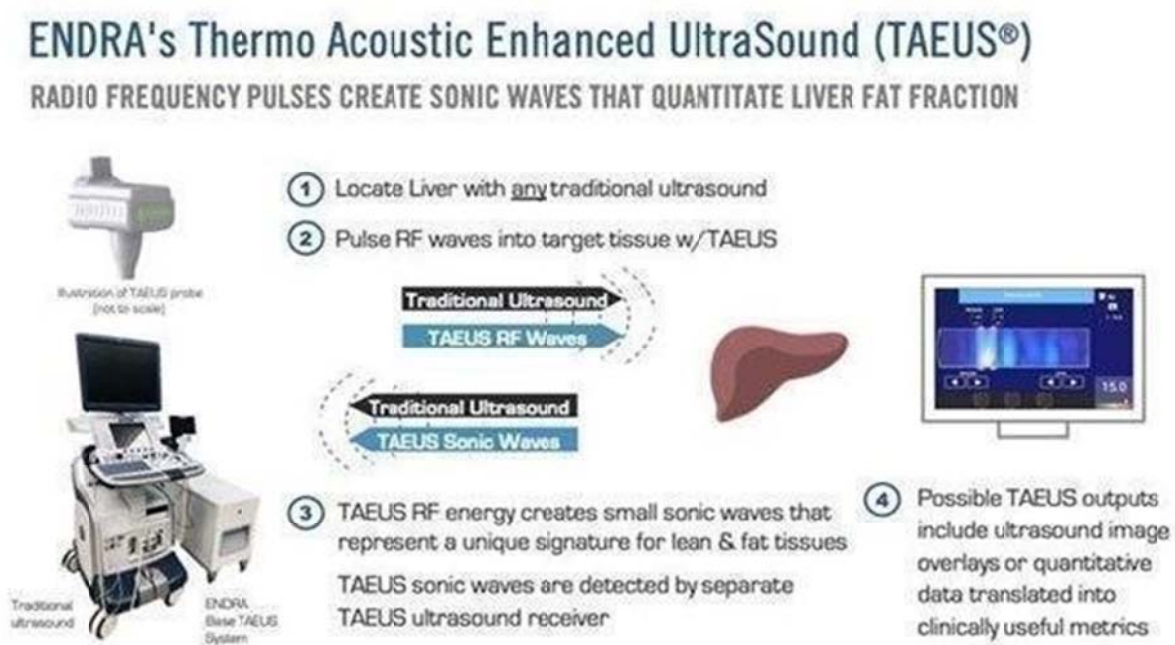 ENDRA's Thermo Acoustic Enhanced UltraSound (TAEUS®)
RADIO FREQUENCY PULSES CREATE SONIC WAVES THAT QUANTITATE LIVER FAT FRACTION
1 Locate Liver with any traditional ultrasound
2 Pulse RF waves into target tissue w/TAEUS
Illustration of TAEUS probe
(not to scale)
Traditional Ultrasound
TAEUS RF Waves
Traditional Ultrasound
TAEUS Sonic Waves
15.0
Traditional
ultrasound
ENDRA
Base TAEUS
System
3 TAEUS RF energy creates small sonic waves that
represent a unique signature for lean & fat tissues
TAEUS sonic waves are detected by separate
TAEUS ultrasound receiver
4 Possible TAEUS outputs
include ultrasound image
overlays or quantitative
data translated into
clinically useful metrics